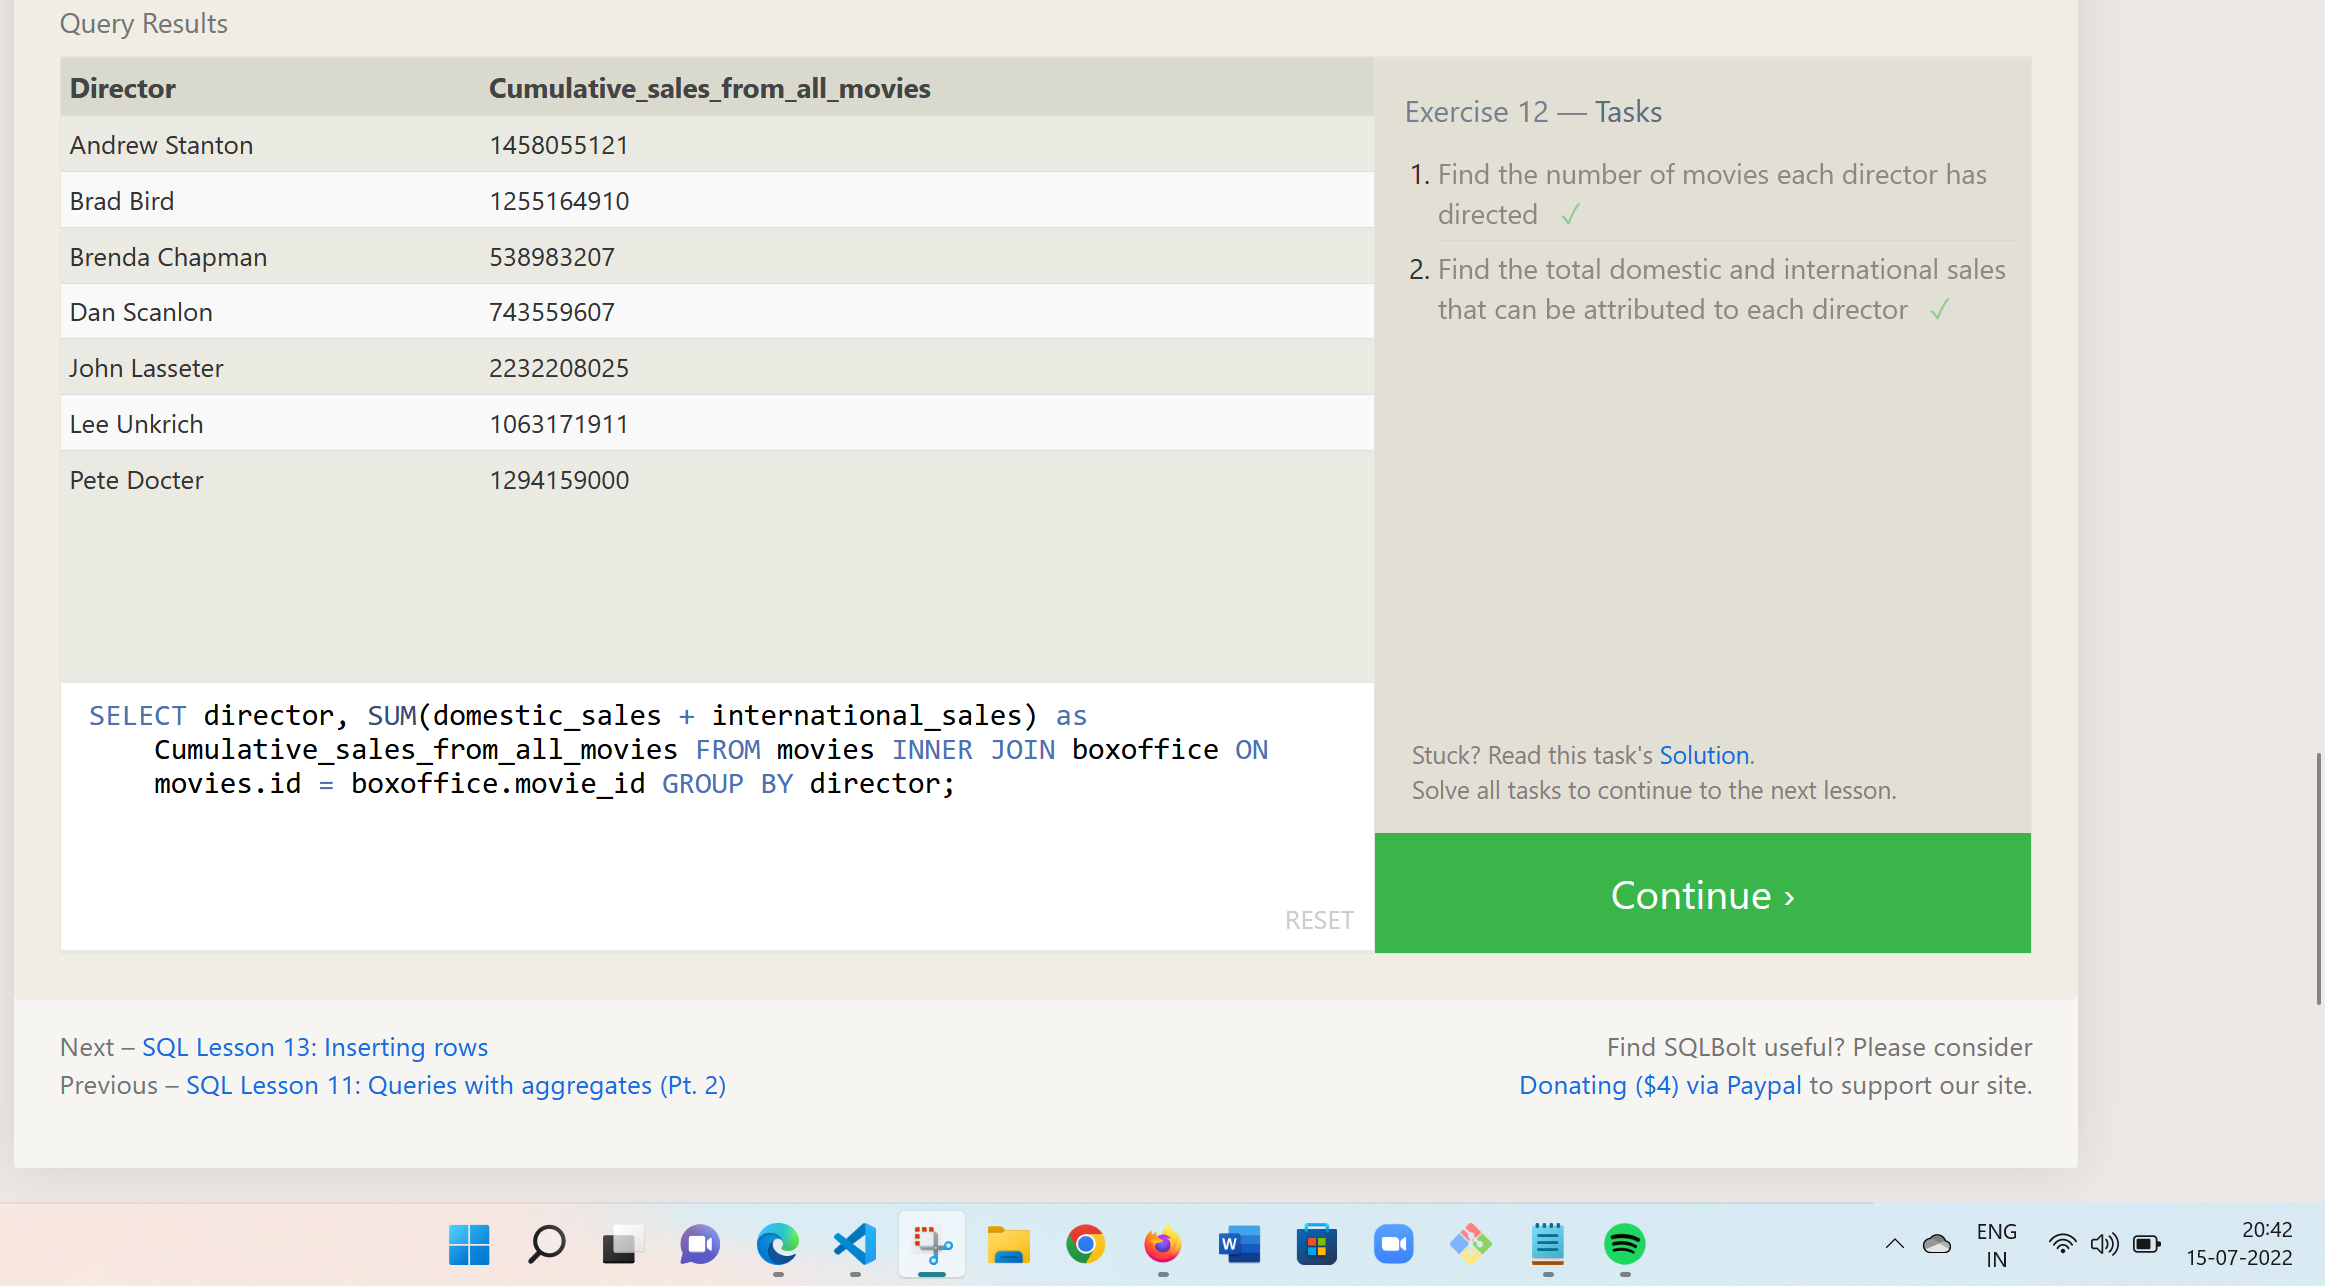 Query Results
Director Cumulative_sales_from_all_movies
Andrew Stanton 1458055121
Brad Bird 1255164910
Brenda Chapman 538983207
Dan Scanlon 743559607
John Lasseter 2232208025
Lee Unkrich 1063171911
Pete Docter 1294159000
SELECT director, SUM(domestic_sales + international_sales) as
Cumulative_sales_from_all_movies FROM movies INNER JOIN boxoffice ON
movies.id = boxoffice.movie_id GROUP BY director;
RESET
Exercise 12 — Tasks
1. Find the number of movies each director has
directed ✓
2. Find the total domestic and international sales
that can be attributed to each director ✓
Stuck? Read this task's Solution.
Solve all tasks to continue to the next lesson.
Continue ›
Next – SQL Lesson 13: Inserting rows
Previous – SQL Lesson 11: Queries with aggregates (Pt. 2)
Find SQLBolt useful? Please consider
Donating ($4) via Paypal to support our site.
W
ENG
IN
20:42
15-07-2022